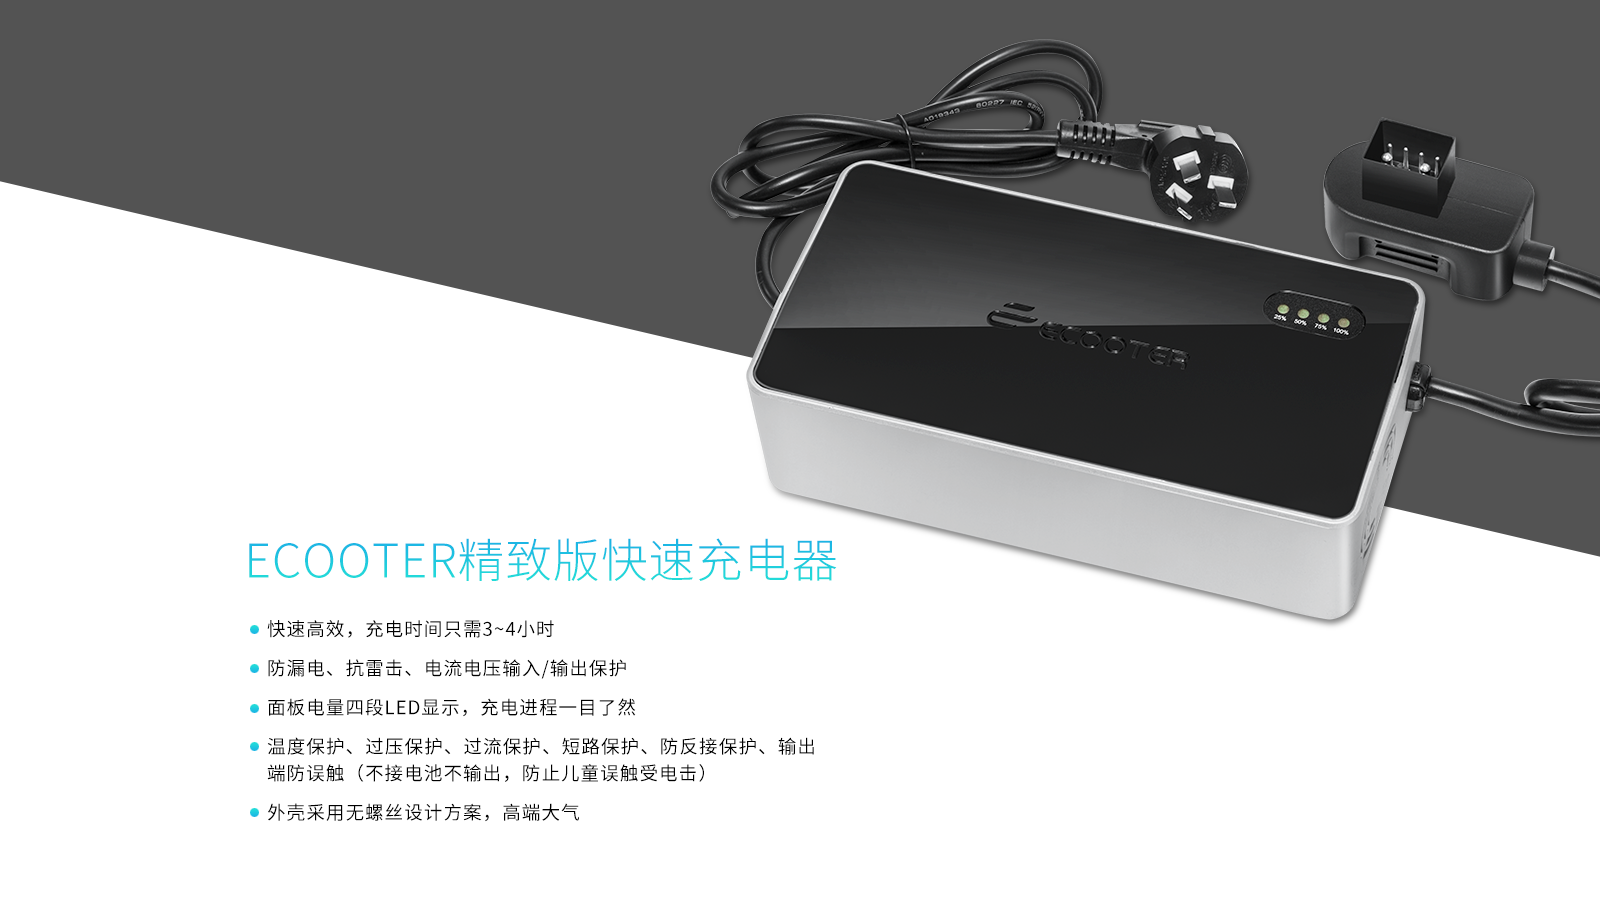 A019343 60227 IEC
ECOOTER
25% 50% 75% 100%
ECOOTER精致版快速充电器
快速高效，充电时间只需3~4小时
防漏电、抗雷击、电流电压输入/输出保护
面板电量四段LED显示，充电进程一目了然
温度保护、过压保护、过流保护、短路保护、防反接保护、输出
端防误触（不接电池不输出，防止儿童误触受电击）
外壳采用无螺丝设计方案，高端大气